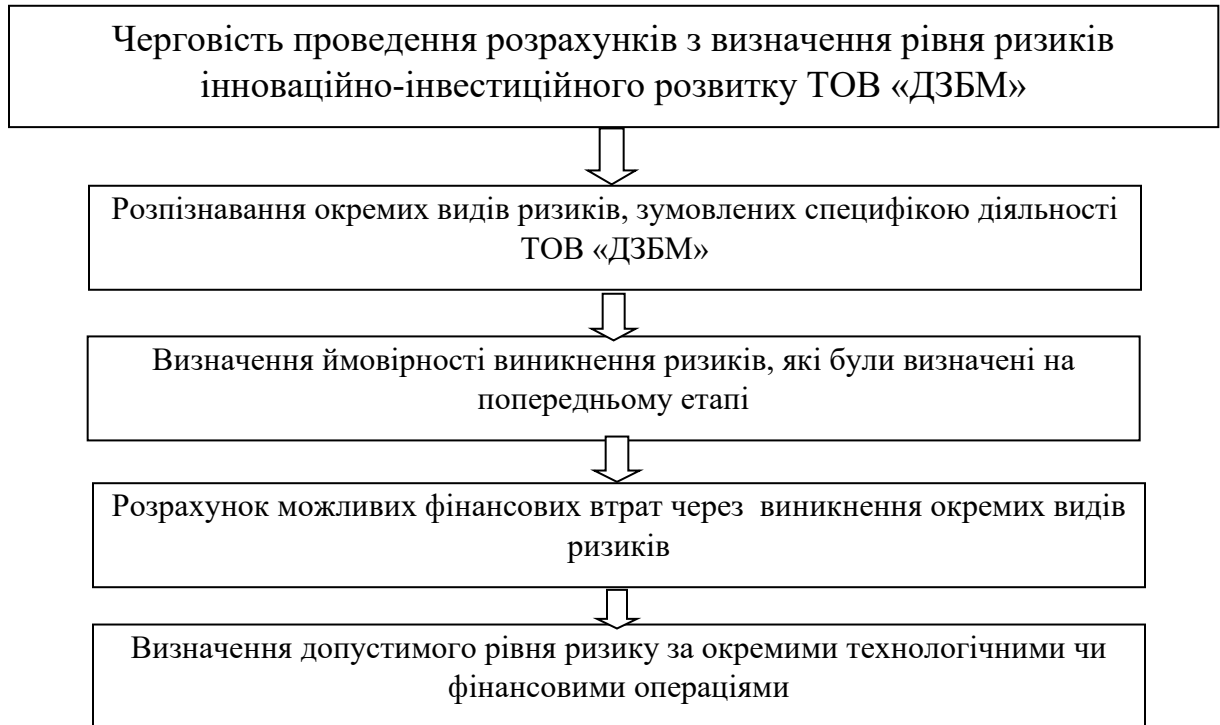 Черговість проведення розрахунків з визначення рівня ризиків
інноваційно-інвестиційного розвитку ТОВ «ДЗБМ»
Розпізнавання окремих видів ризиків, зумовлених специфікою діяльності
ТОВ «ДЗБМ»
Визначення ймовірності виникнення ризиків, які були визначені на
попередньому етапі
Розрахунок можливих фінансових втрат через виникнення окремих видів
ризиків
Визначення допустимого рівня ризику за окремими технологічними чи
фінансовими операціями